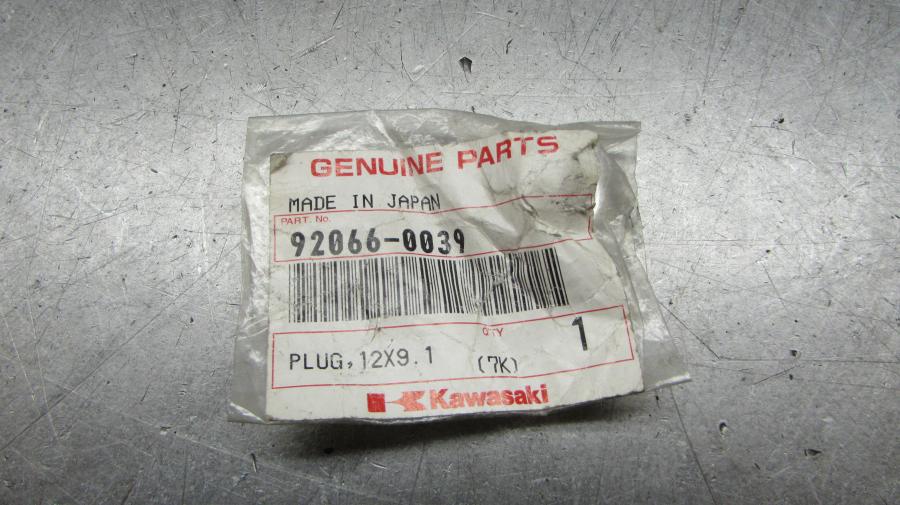 GENUINE PARTS
MADE IN JAPAN
PART. No.
92066-0039
QTY
1
PLUG,12X9.1 (7K)
Kawasaki